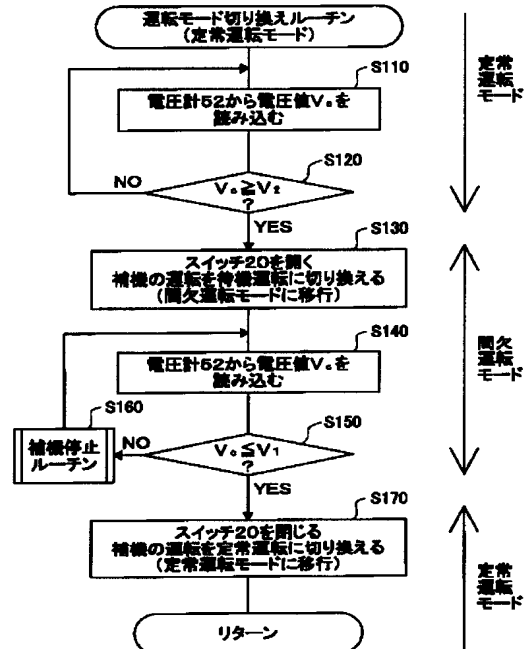 運転モード切り換えルーチン
(定常運転モード)
S110
電圧計52から電圧値Vcを
読み込む
S120
NO
Vc≧V2
?
YES
S130
スイッチ20を開く
補機の運転を待機運転に切り換える
(間欠運転モードに移行)
S140
電圧計52から電圧値Vcを
読み込む
S160
補機停止
ルーチン
S150
NO
Vc≦V1
?
YES
S170
スイッチ20を閉じる
補機の運転を定常運転に切り換える
(定常運転モードに移行)
リターン
定常
運転
モード
間欠
運転
モード
定常
運転
モード